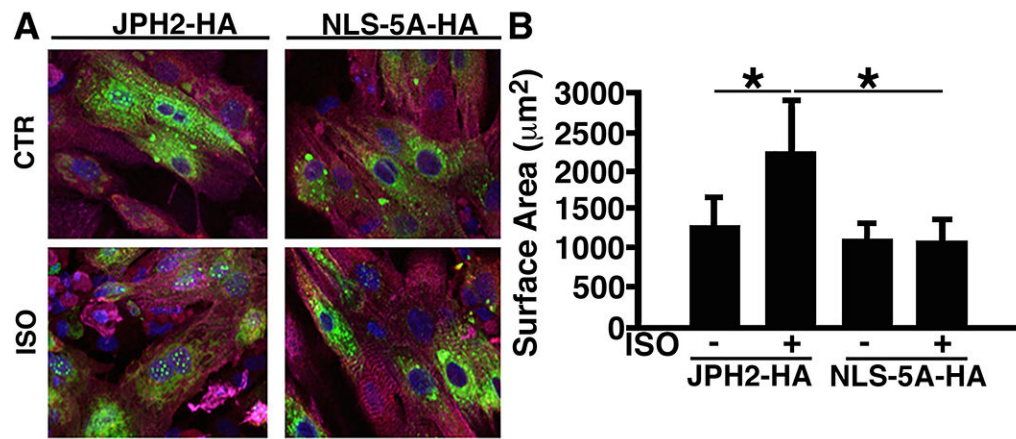 A JPH2-HA NLS-5A-HA B
CTR
ISO
Surface Area (μm²)
3000
2500
2000
1500
1000
500
0
* *
ISO - + - +
JPH2-HA NLS-5A-HA